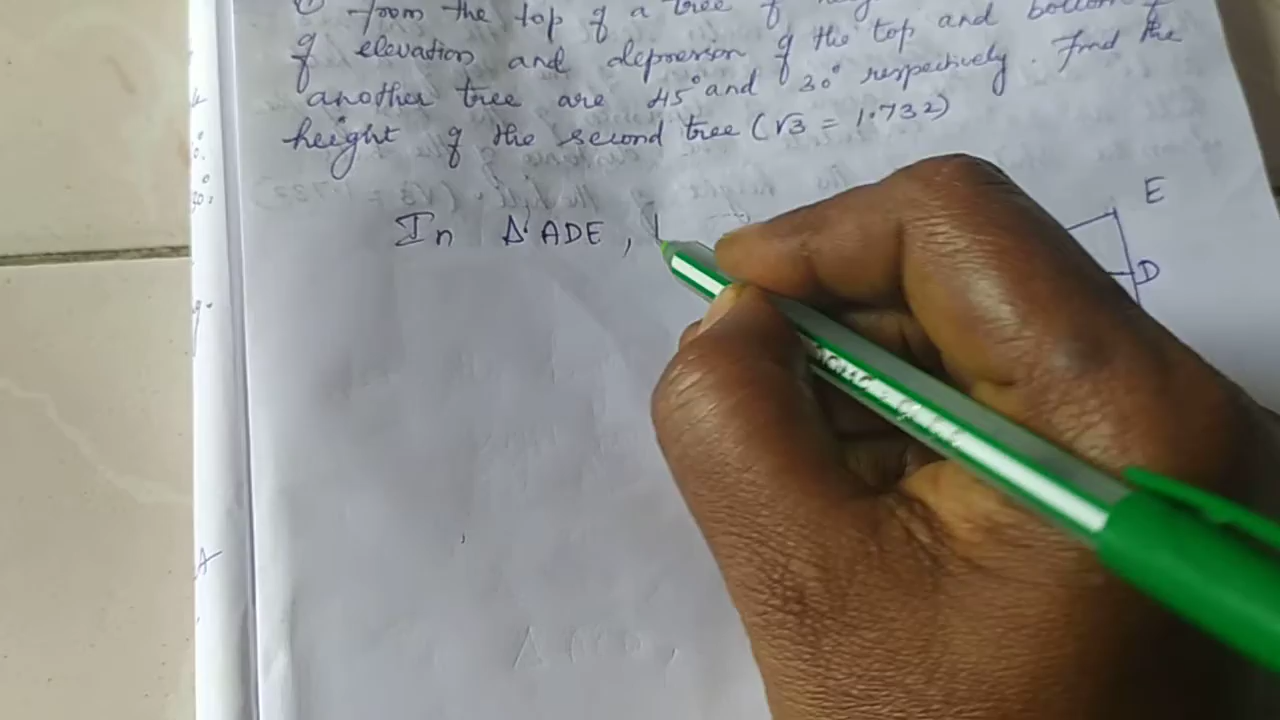 from the top of a tree of
of elevation and depression of the top and bottom of
another tree are 45° and 30° respectively. Find the
height of the second tree (√3 = 1.732)
In Δ ADE,
E
D